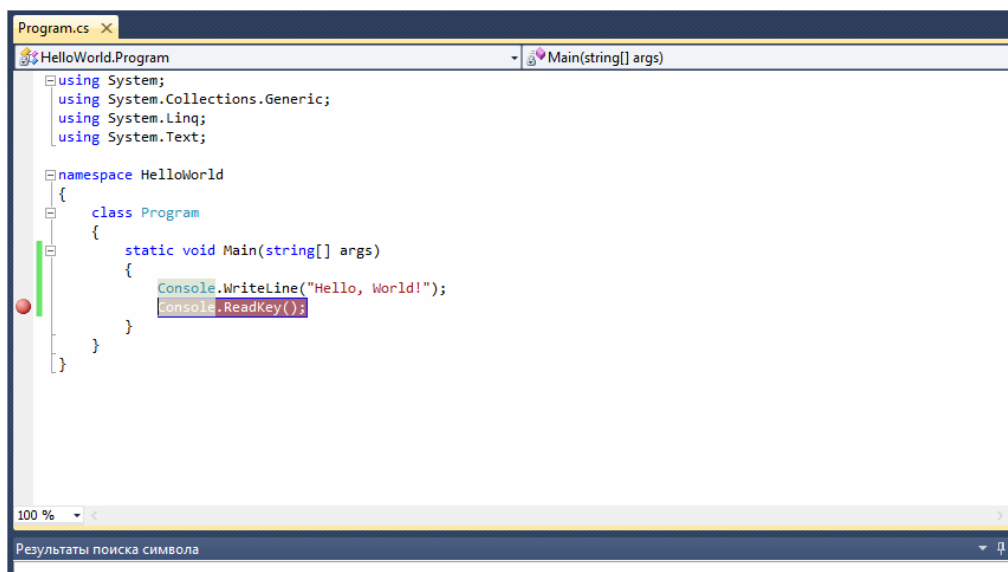 Program.cs
HelloWorld.Program
Main(string[] args)
using System;
using System.Collections.Generic;
using System.Linq;
using System.Text;
namespace HelloWorld
{
class Program
{
static void Main(string[] args)
{
Console.WriteLine("Hello, World!");
Console.ReadKey();
}
}
}
100 %
Результаты поиска символа